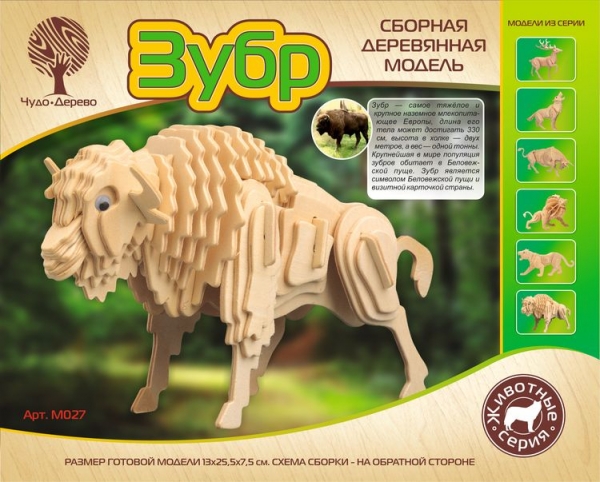 Чудо•Дерево
Зубр
СБОРНАЯ
ДЕРЕВЯННАЯ
МОДЕЛЬ
МОДЕЛИ ИЗ СЕРИИ
Зубр — самое тяжёлое и
крупное наземное млекопита-
ющее Европы, длина его
тела может достигать 330
см, высота в холке — двух
метров, а вес — одной тонны.
Крупнейшая в мире популяция
зубров обитает в Беловеж-
ской пуще. Зубр является
символом Беловежской пущи и
визитной карточкой страны.
Арт. М027
Животные
серия
РАЗМЕР ГОТОВОЙ МОДЕЛИ 13х25,5х7,5 см. СХЕМА СБОРКИ - НА ОБРАТНОЙ СТОРОНЕ